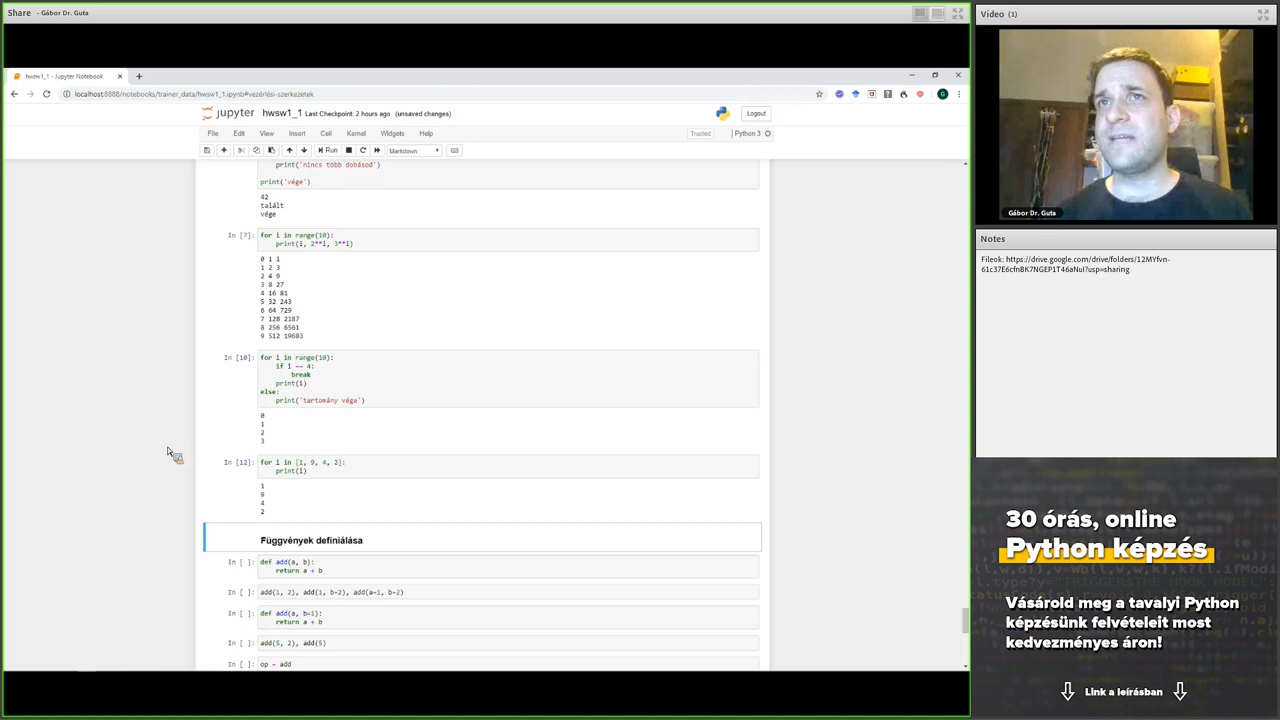 Share - Gábor Dr. Guta
hwsw1_1 - Jupyter Notebook
localhost:8888/notebooks/trainer_data/hwsw1_1.ipynb#vezérlési-szerkezetek
jupyter hwsw1_1 Last Checkpoint: 2 hours ago (unsaved changes)
Logout
File Edit View Insert Cell Kernel Widgets Help
Trusted
Python 3
Run
Markdown
print('nincs több dobásod')
print('vége')
42
talált
vége
In [7]:
for i in range(10):
print(i, 2**i, 3**i)
0 1 1
1 2 3
2 4 9
3 8 27
4 16 81
5 32 243
6 64 729
7 128 2187
8 256 6561
9 512 19683
In [10]:
for i in range(10):
if i == 4:
break
print(i)
else:
print('tartomány vége')
0
1
2
3
In [12]:
for i in [1, 9, 4, 2]:
print(i)
1
9
4
2
Függvények definiálása
In [ ]:
def add(a, b):
return a + b
In [ ]:
add(1, 2), add(1, b=2), add(a=1, b=2)
In [ ]:
def add(a, b=1):
return a + b
In [ ]:
add(5, 2), add(5)
In [ ]:
op = add
Video (1)
Gábor Dr. Guta
Notes
Fileok: https://drive.google.com/drive/folders/12MYfvn-
61c37E6cfnBK7NGEP1T46aNuI?usp=sharing
30 órás, online
Python képzés
Vásárold meg a tavalyi Python
képzésünk felvételeit most
kedvezményes áron!
Link a leírásban